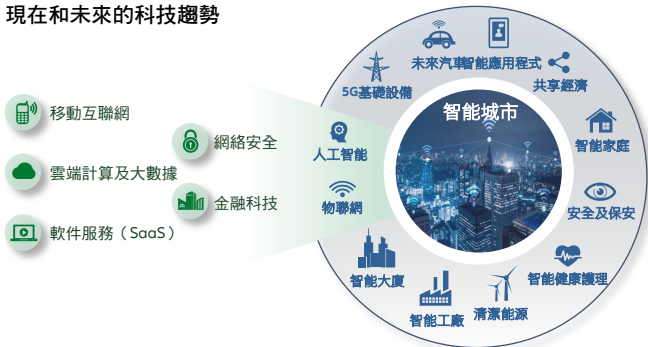 現在和未來的科技趨勢
移動互聯網
網絡安全
雲端計算及大數據
金融科技
軟件服務（SaaS）
未來汽車
智能應用程式
5G基礎設備
共享經濟
智能城市
人工智能
智能家庭
物聯網
安全及保安
智能大廈
智能健康護理
智能工廠
清潔能源